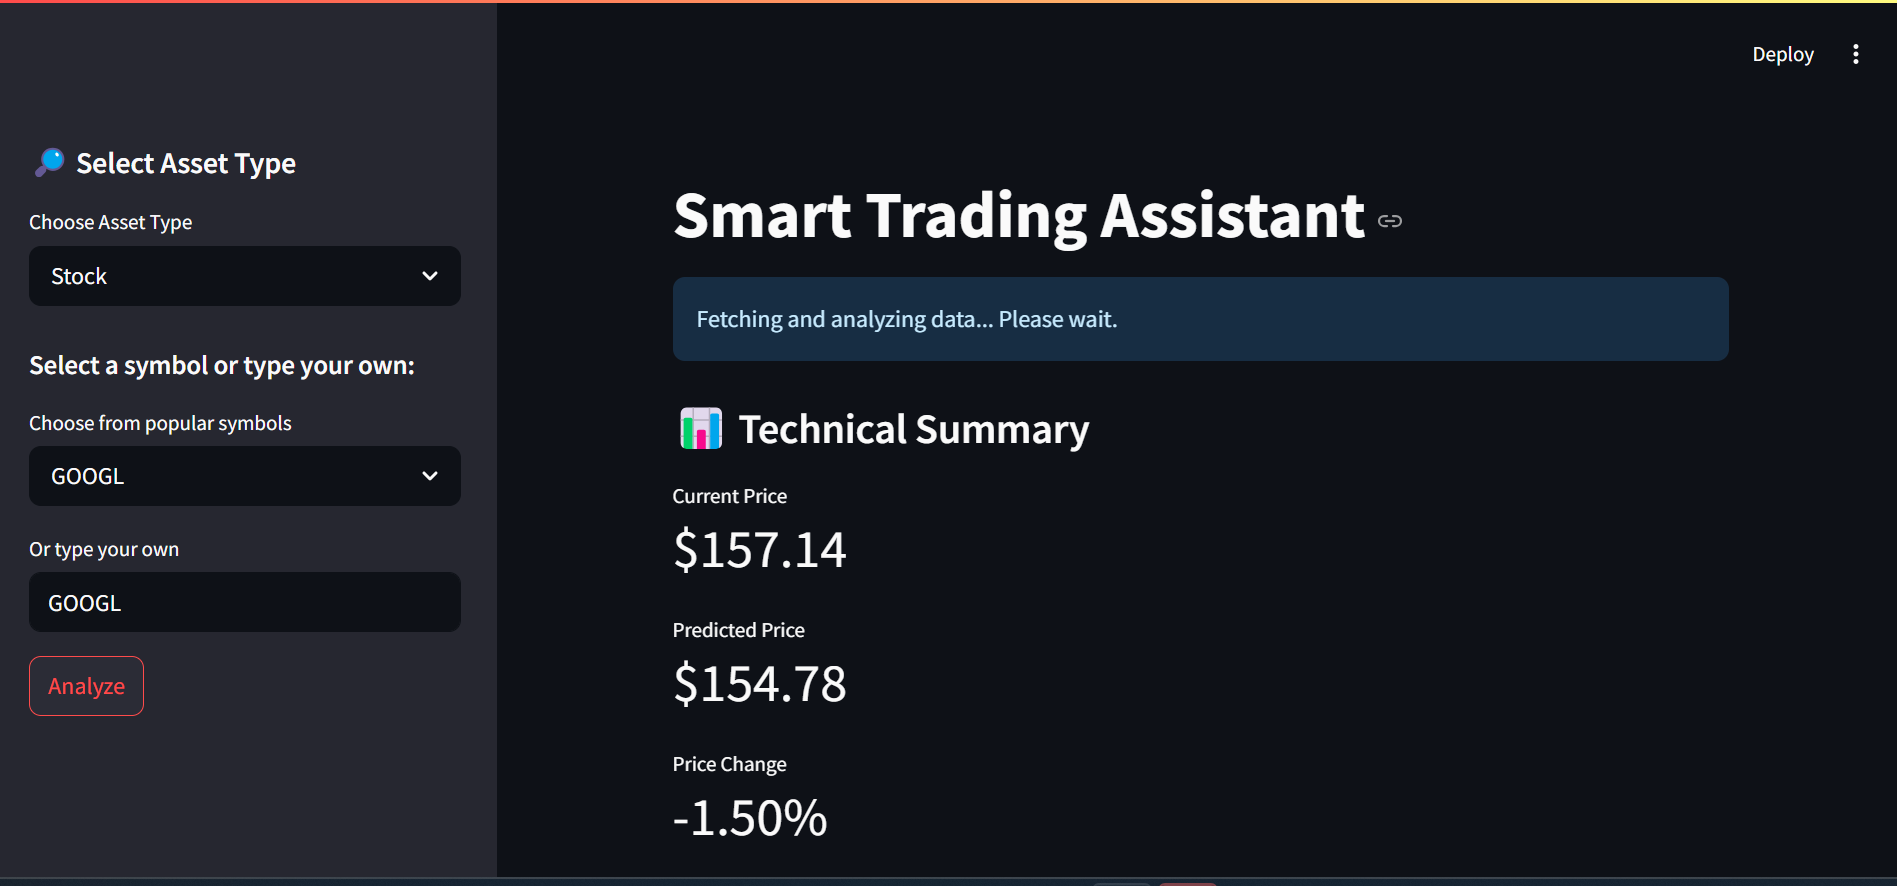 Deploy
Select Asset Type
Choose Asset Type
Stock
Select a symbol or type your own:
Choose from popular symbols
GOOGL
Or type your own
GOOGL
Analyze
Smart Trading Assistant
Fetching and analyzing data... Please wait.
Technical Summary
Current Price
$157.14
Predicted Price
$154.78
Price Change
-1.50%